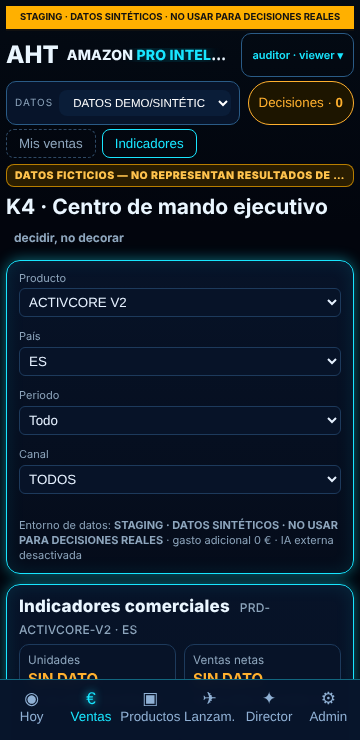 STAGING · DATOS SINTÉTICOS · NO USAR PARA DECISIONES REALES
AHT AMAZON PRO INTEL... auditor · viewer ▾
DATOS DATOS DEMO/SINTÉTIC Decisiones · 0
Mis ventas Indicadores
DATOS FICTICIOS — NO REPRESENTAN RESULTADOS DE ...
K4 · Centro de mando ejecutivo
decidir, no decorar
Producto
ACTIVCORE V2
País
ES
Periodo
Todo
Canal
TODOS
Entorno de datos: STAGING · DATOS SINTÉTICOS · NO USAR
PARA DECISIONES REALES · gasto adicional 0 € · IA externa
desactivada
Indicadores comerciales PRD-
ACTIVCORE-V2 · ES
Unidades Ventas netas
SIN DATO SIN DATO
Hoy Ventas Productos Lanzam. Director Admin